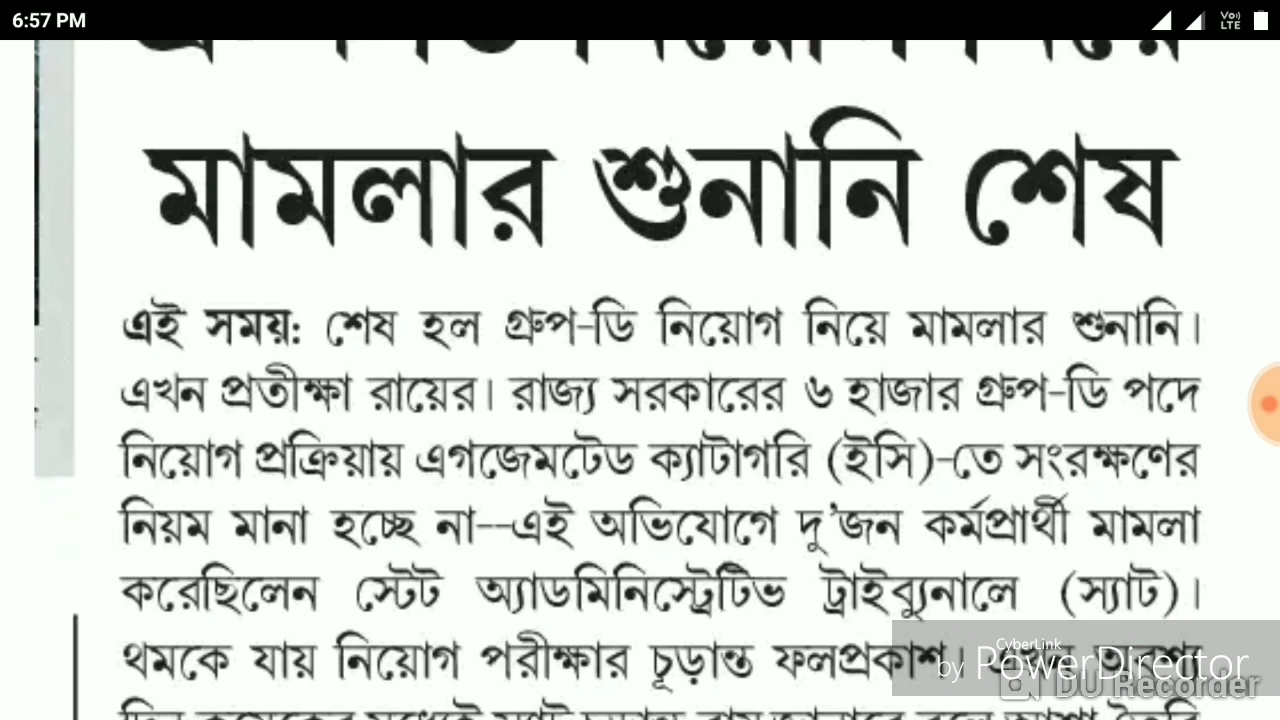 6:57 PM
Vo)) LTE
মামলার শুনানি শেষ
এই সময়: শেষ হল গ্রুপ-ডি নিয়োগ নিয়ে মামলার শুনানি।
এখন প্রতীক্ষা রায়ের। রাজ্য সরকারের ৬ হাজার গ্রুপ-ডি পদে
নিয়োগ প্রক্রিয়ায় এগজেমটেড ক্যাটাগরি (ইসি)-তে সংরক্ষণের
নিয়ম মানা হচ্ছে না--এই অভিযোগে দু'জন কর্মপ্রার্থী মামলা
করেছিলেন স্টেট অ্যাডমিনিস্ট্রেটিভ ট্রাইব্যুনালে (স্যাট)।
থমকে যায় নিয়োগ পরীক্ষার চূড়ান্ত ফলপ্রকাশ।
CyberLink
by PowerDirector
DU Recorder